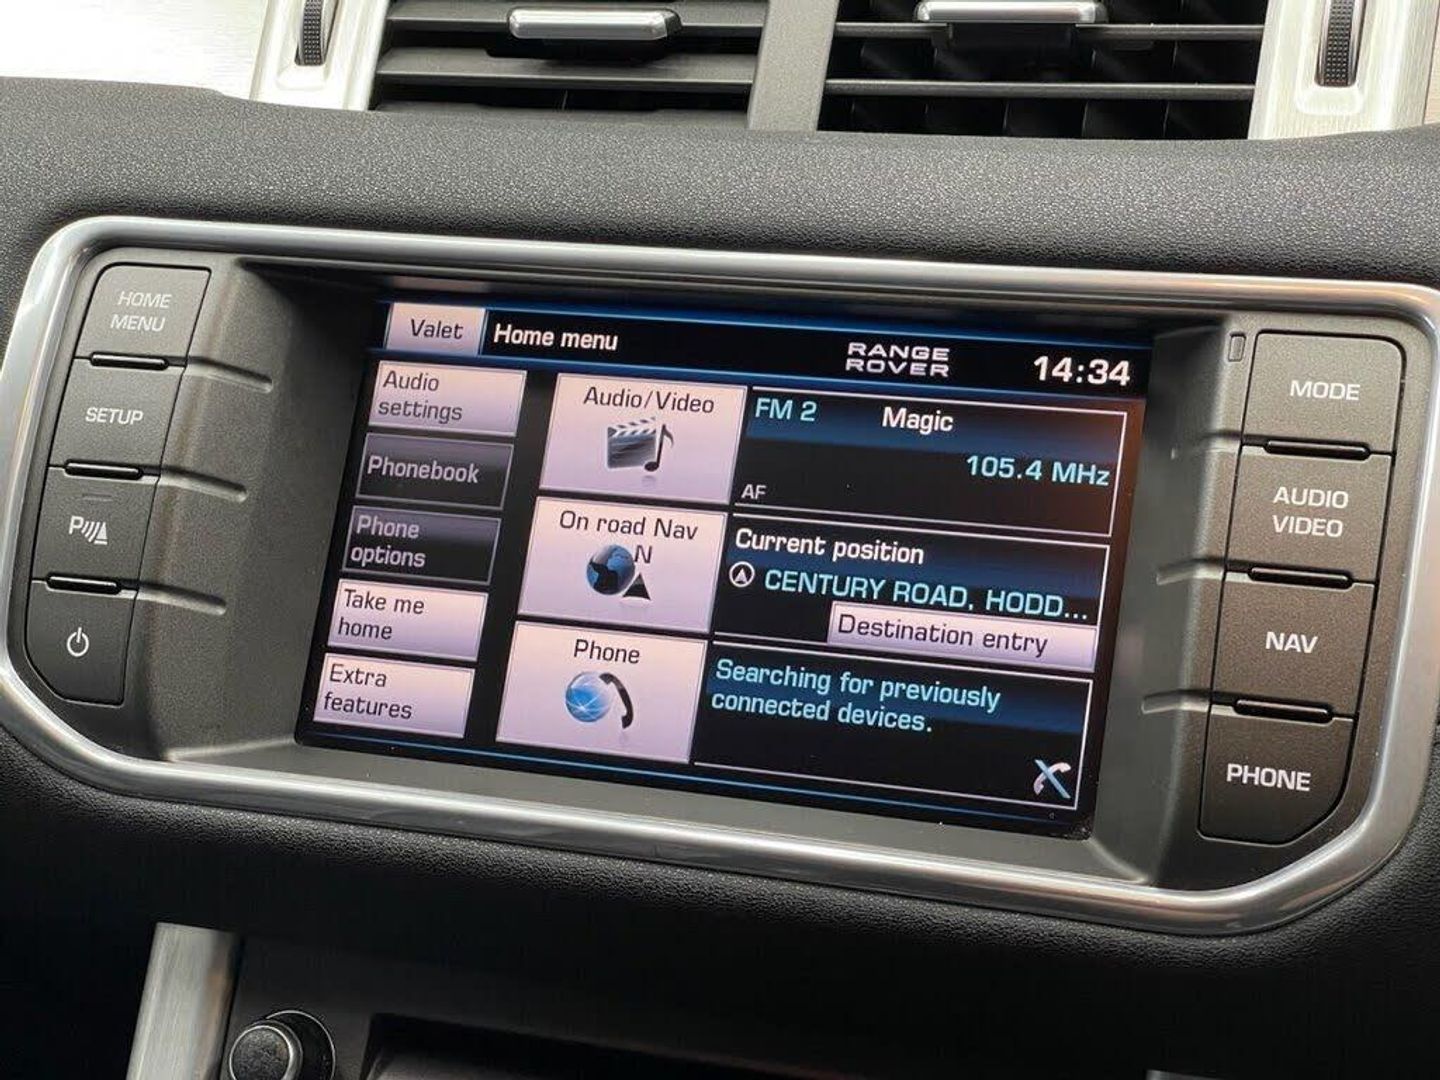 HOME
MENU
SETUP
P
Valet
Home menu
RANGE
ROVER
14:34
Audio
settings
Phonebook
Phone
options
Take me
home
Extra
features
Audio/Video
On road Nav
N
Phone
FM 2
Magic
105.4 MHz
AF
Current position
CENTURY ROAD, HODD...
Destination entry
Searching for previously
connected devices.
MODE
AUDIO
VIDEO
NAV
PHONE